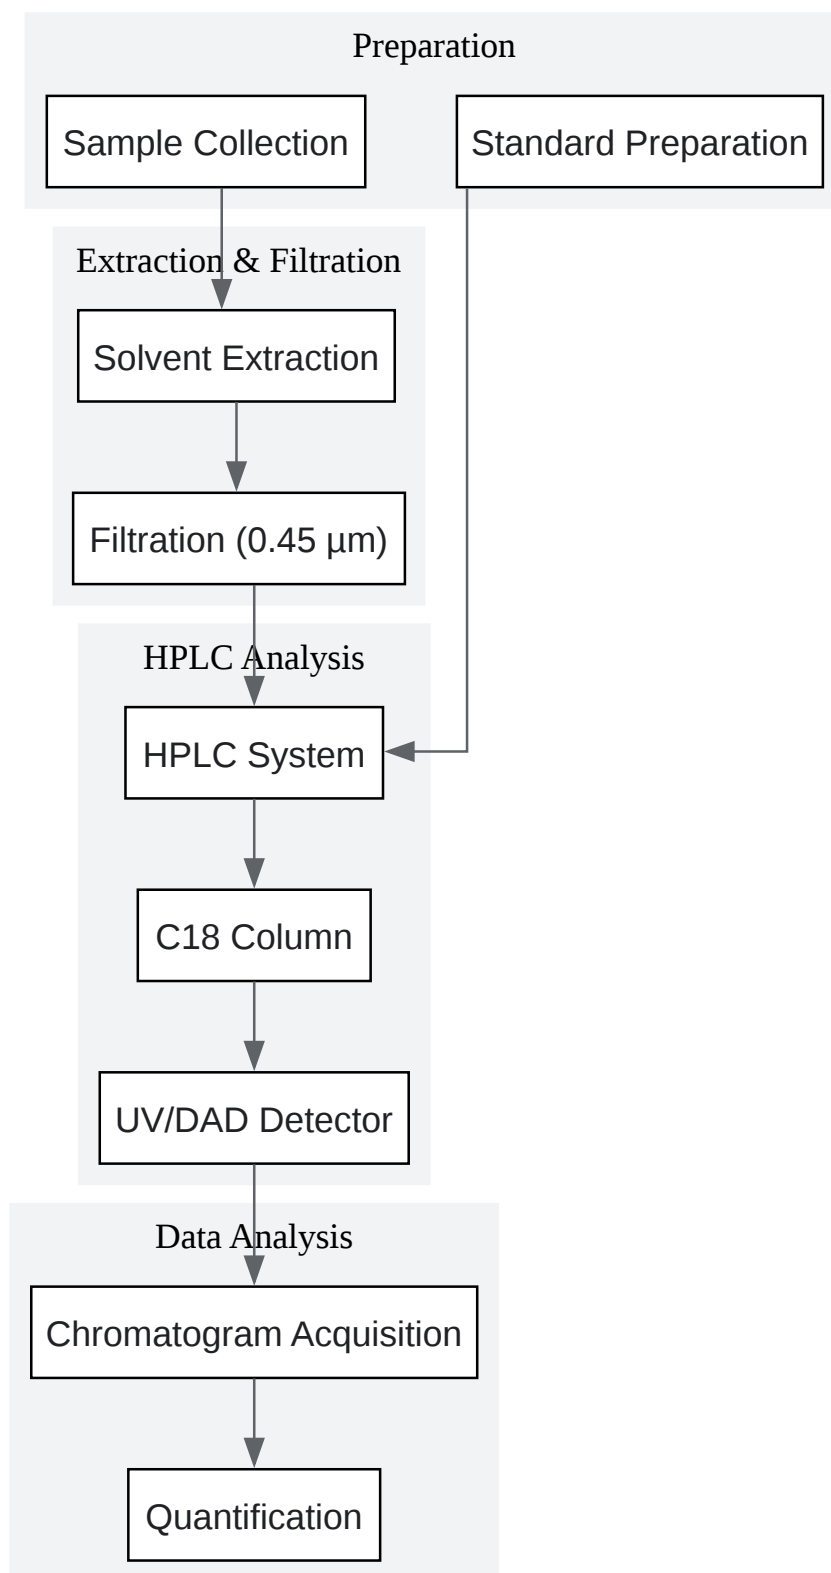 Preparation
Sample Collection
Standard Preparation
Extraction & Filtration
Solvent Extraction
Filtration (0.45 µm)
HPLC Analysis
HPLC System
C18 Column
UV/DAD Detector
Data Analysis
Chromatogram Acquisition
Quantification